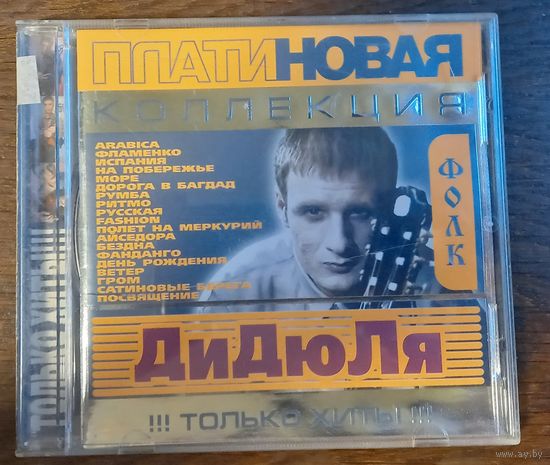 ПЛАТИНОВАЯ
КОЛЛЕКЦИЯ
ARABICA
ФЛАМЕНКО
ИСПАНИЯ
НА ПОБЕРЕЖЬЕ
МОРЕ
ДОРОГА В БАГДАД
РУМБА
РИТМО
РУССКАЯ
FASHION
ПОЛЕТ НА МЕРКУРИЙ
АЙСЕДОРА
БЕЗДНА
ФАНДАНГО
ДЕНЬ РОЖДЕНИЯ
ВЕТЕР
ГРОМ
САТИНОВЫЕ БЕРЕГА
ПОСВЯЩЕНИЕ
ФОЛК
ДиДюЛя
!!! ТОЛЬКО ХИТЫ !!!
ТОЛЬКО ХИТЫ!!!
www.ay.by